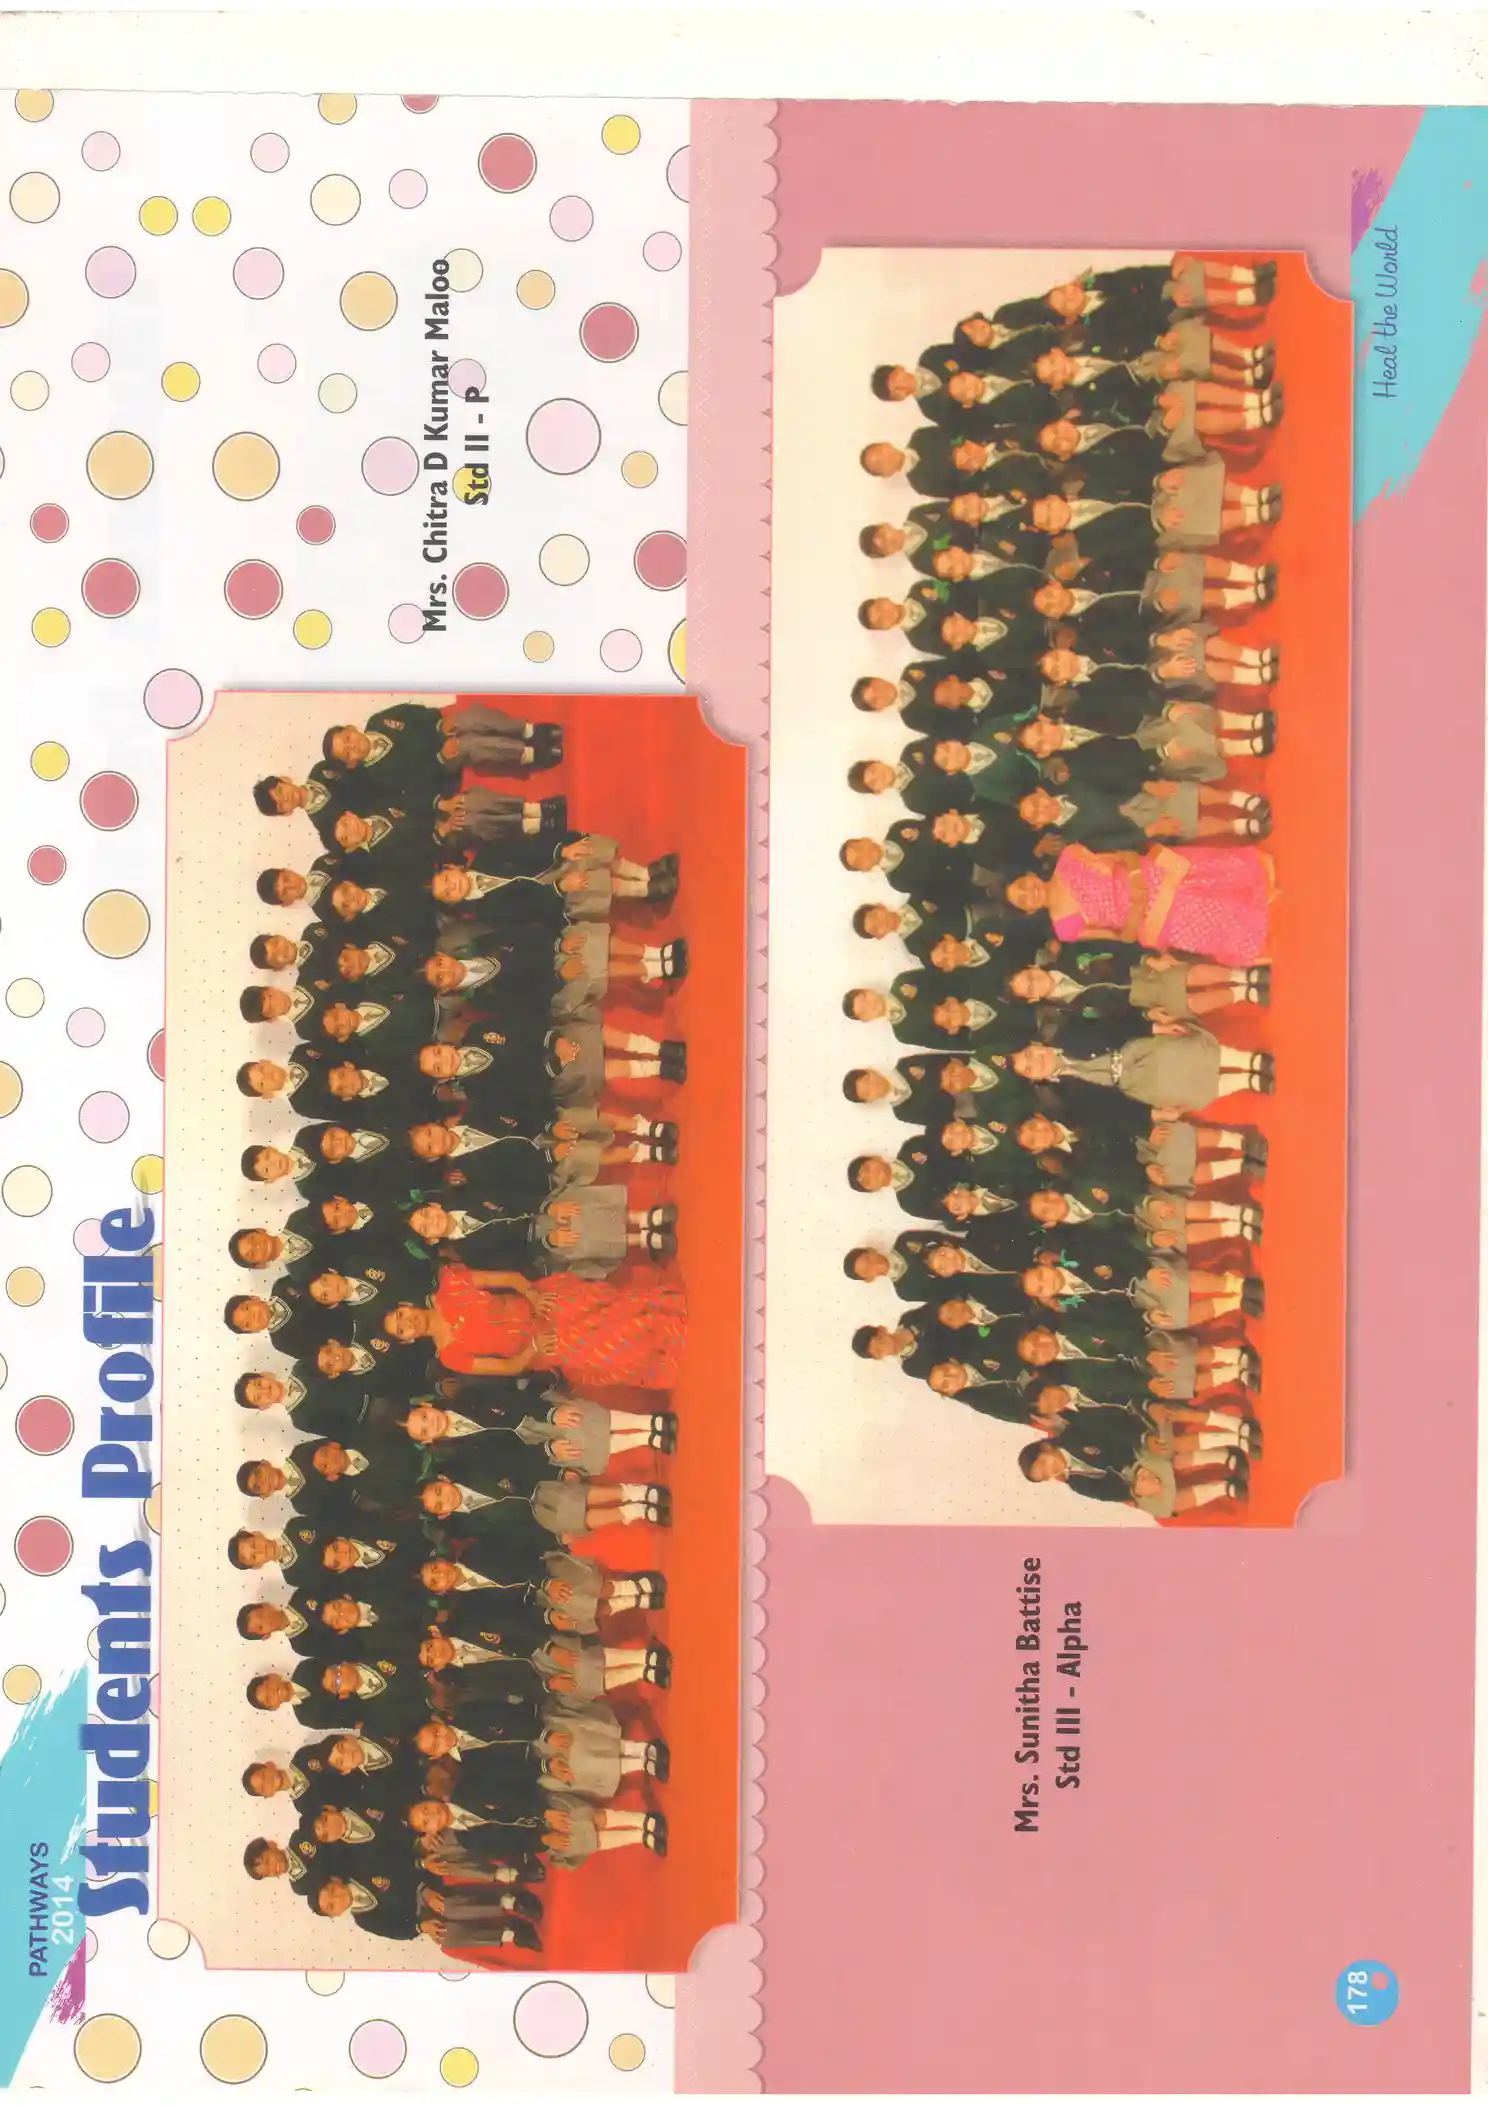 PATHWAYS
2014
Students Profile
Mrs. Chitra D Kumar Maloo
Std II - P
Mrs. Sunitha Battise
Std III - Alpha
178
Heal the World